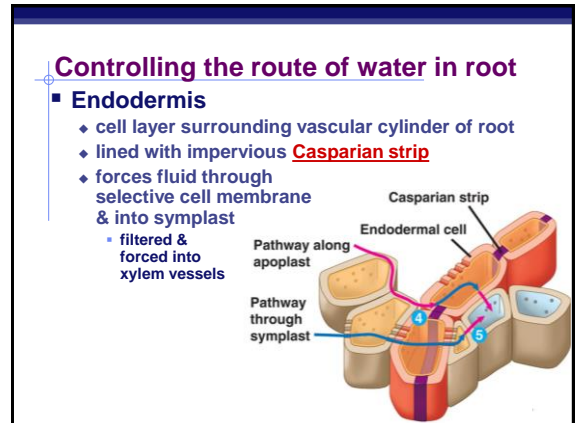 Controlling the route of water in root
▪ Endodermis
◆ cell layer surrounding vascular cylinder of root
◆ lined with impervious Casparian strip
◆ forces fluid through
selective cell membrane
& into symplast
▪ filtered &
forced into
xylem vessels
Casparian strip
Endodermal cell
Pathway along
apoplast
Pathway
through
symplast
4
5